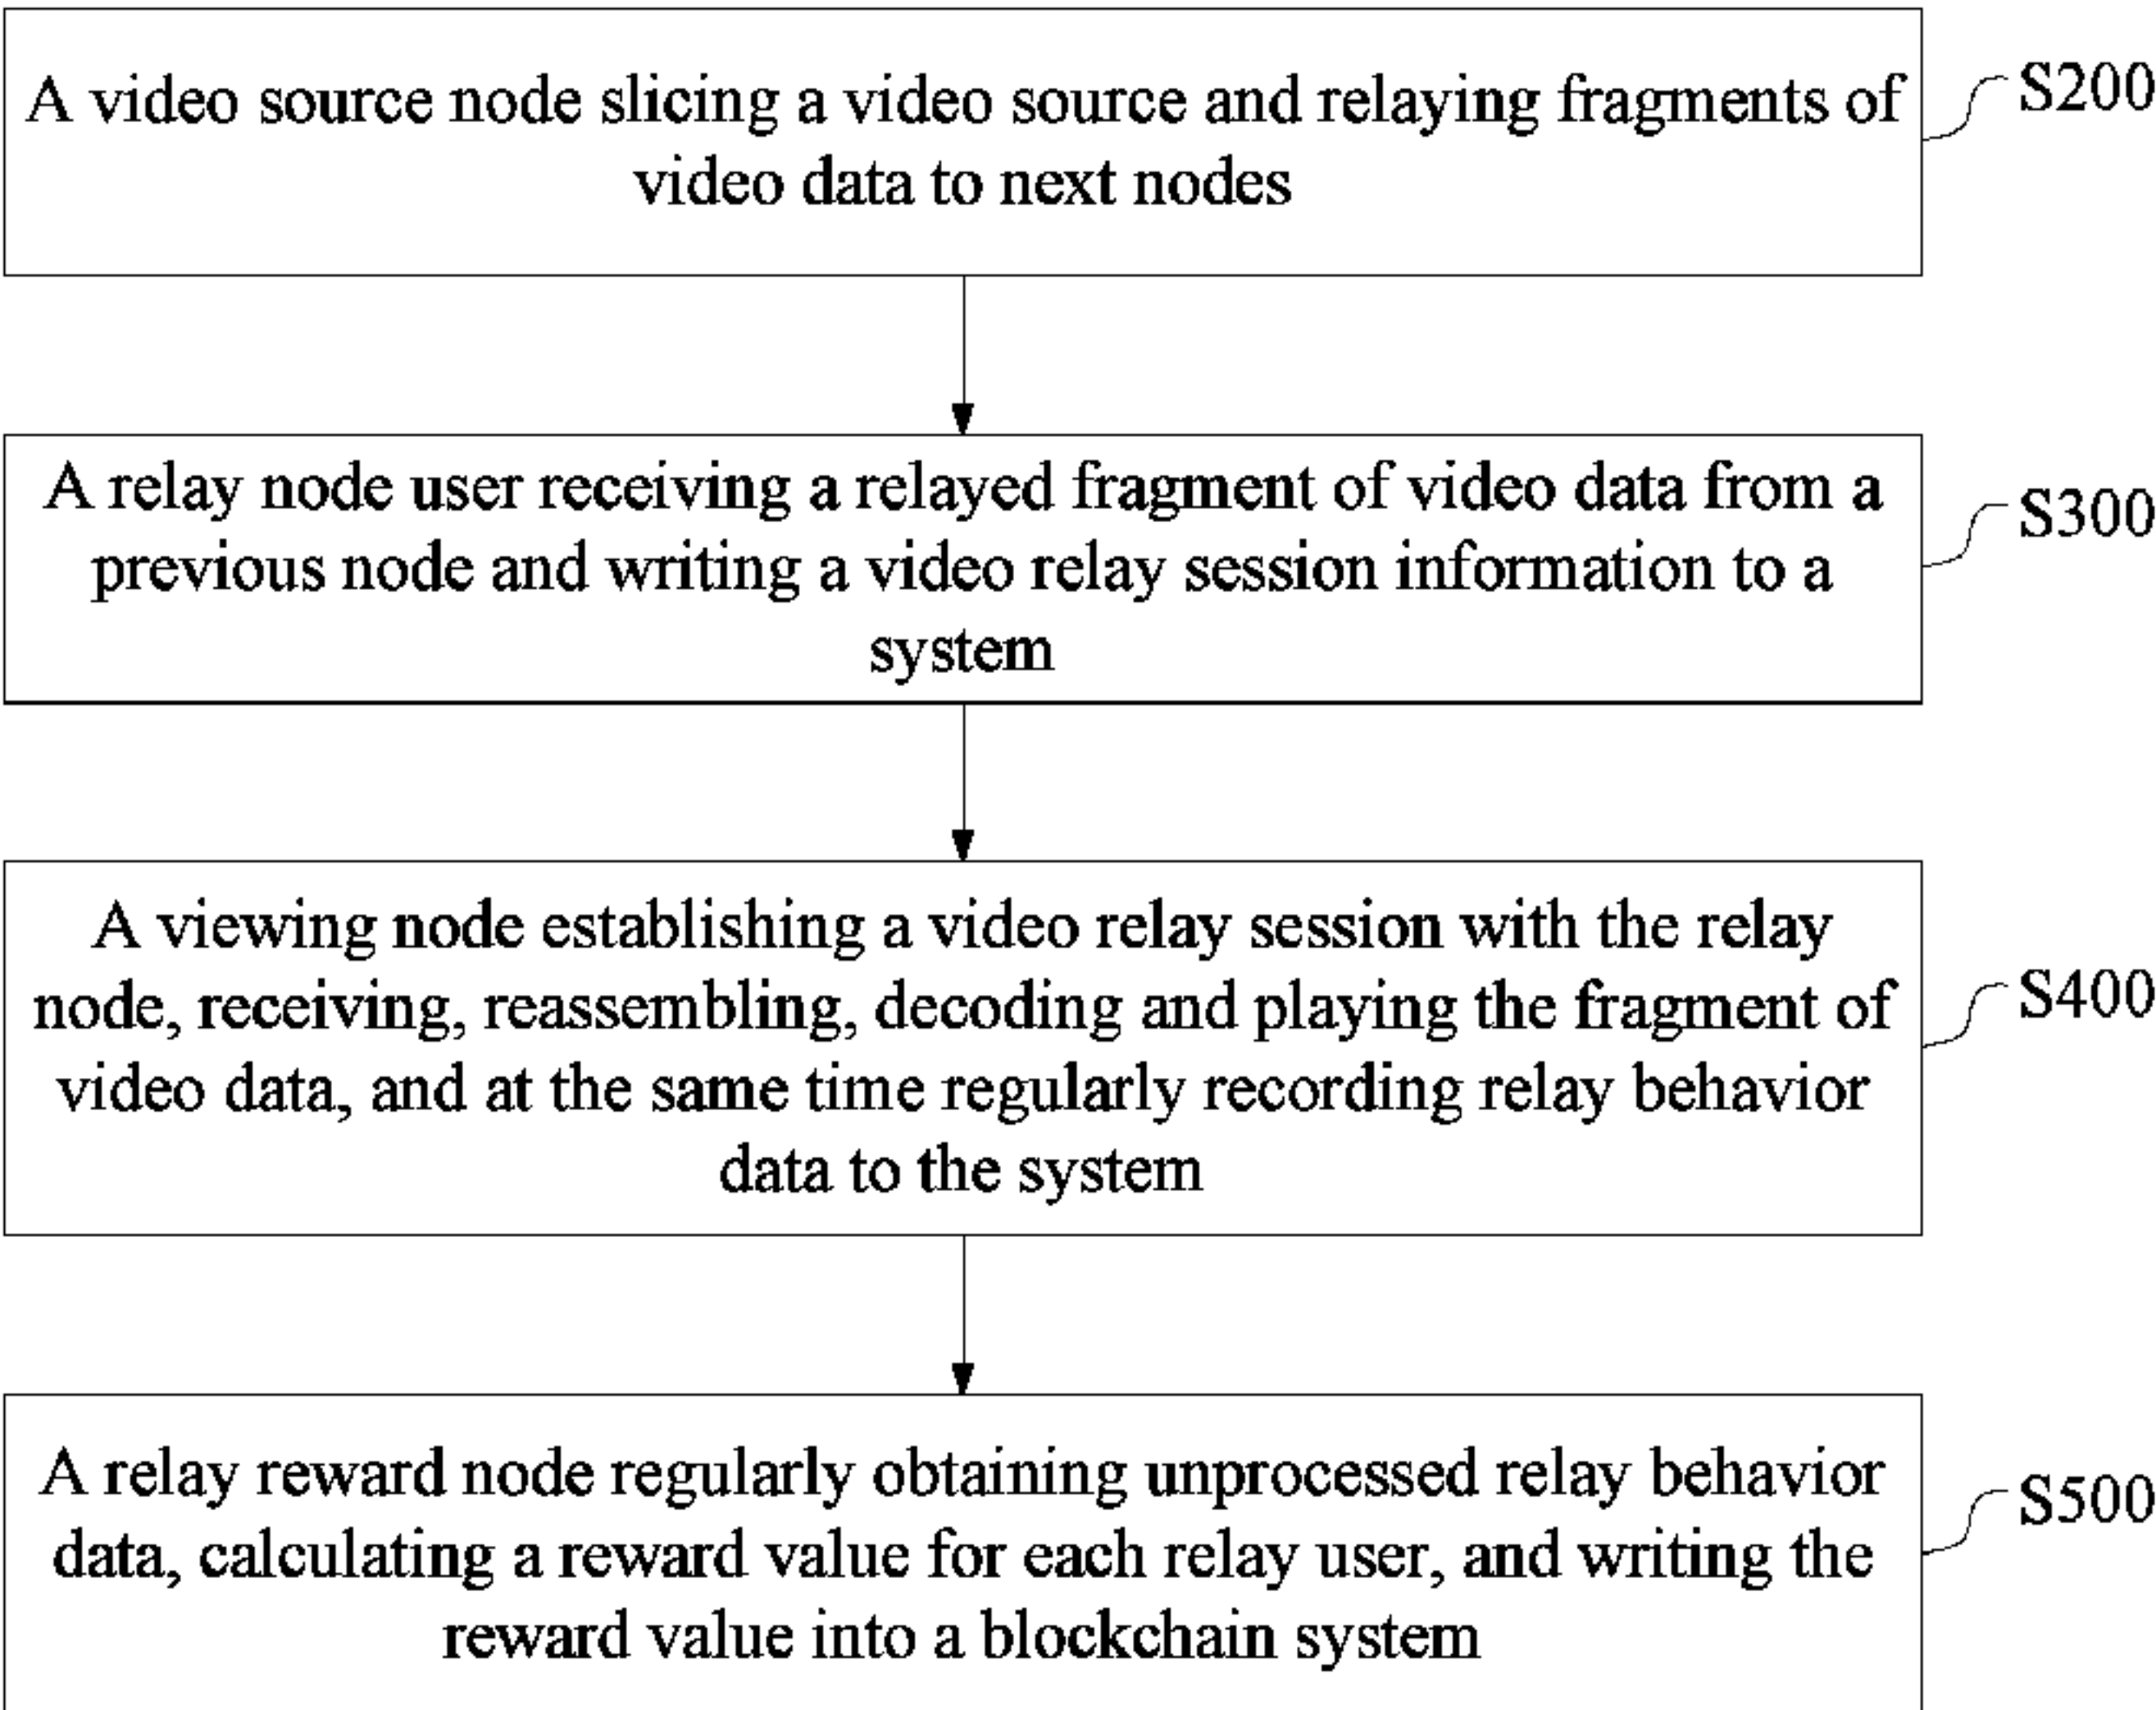 A video source node slicing a video source and relaying fragments of
video data to next nodes
S200
A relay node user receiving a relayed fragment of video data from a
previous node and writing a video relay session information to a
system
S300
A viewing node establishing a video relay session with the relay
node, receiving, reassembling, decoding and playing the fragment of
video data, and at the same time regularly recording relay behavior
data to the system
S400
A relay reward node regularly obtaining unprocessed relay behavior
data, calculating a reward value for each relay user, and writing the
reward value into a blockchain system
S500